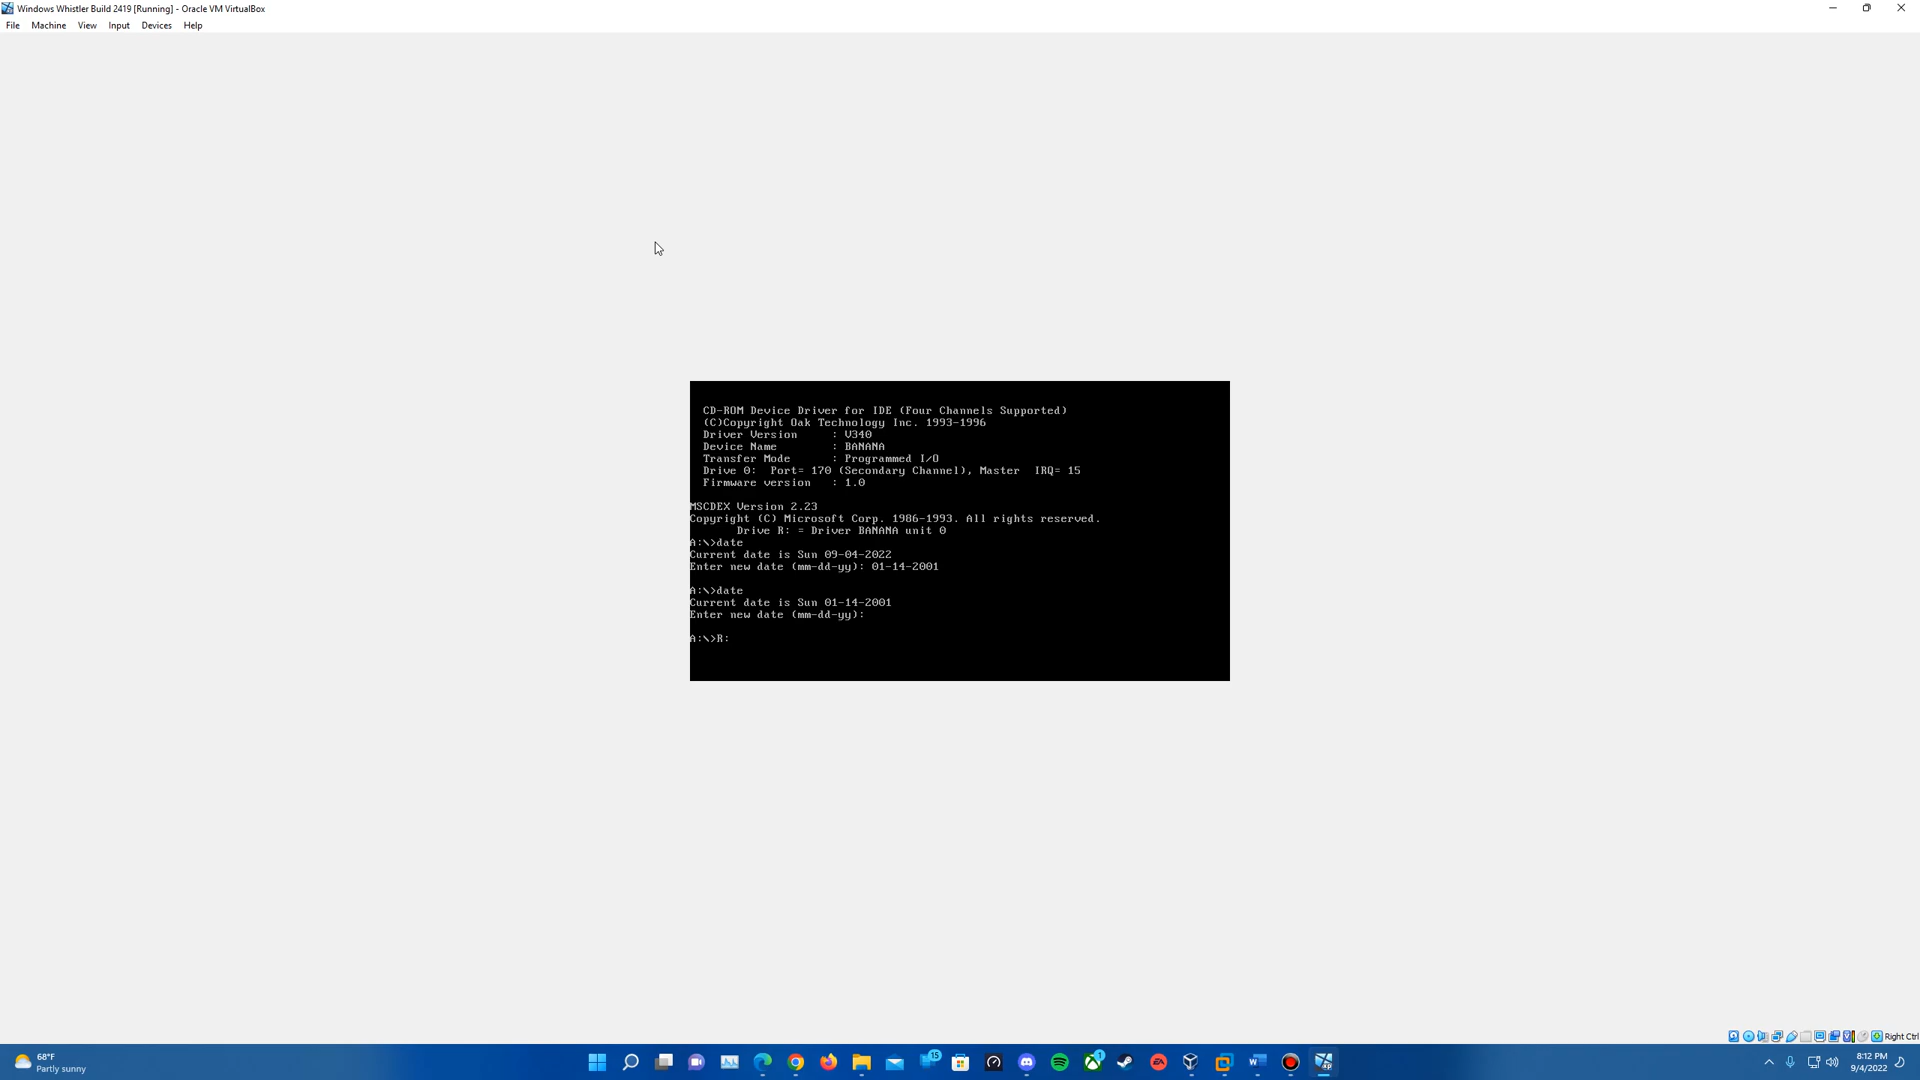 Windows Whistler Build 2419 [Running] - Oracle VM VirtualBox
File Machine View Input Devices Help
CD-ROM Device Driver for IDE (Four Channels Supported)
(C)Copyright Oak Technology Inc. 1993-1996
Driver Version : V340
Device Name : BANANA
Transfer Mode : Programmed I/O
Drive 0: Port= 170 (Secondary Channel), Master IRQ= 15
Firmware version : 1.0
MSCDEX Version 2.23
Copyright (C) Microsoft Corp. 1986-1993. All rights reserved.
Drive R: = Driver BANANA unit 0
A:\>date
Current date is Sun 09-04-2022
Enter new date (mm-dd-yy): 01-14-2001
A:\>date
Current date is Sun 01-14-2001
Enter new date (mm-dd-yy):
A:\>R:
Right Ctrl
68°F
Partly sunny
15
1
8:12 PM
9/4/2022